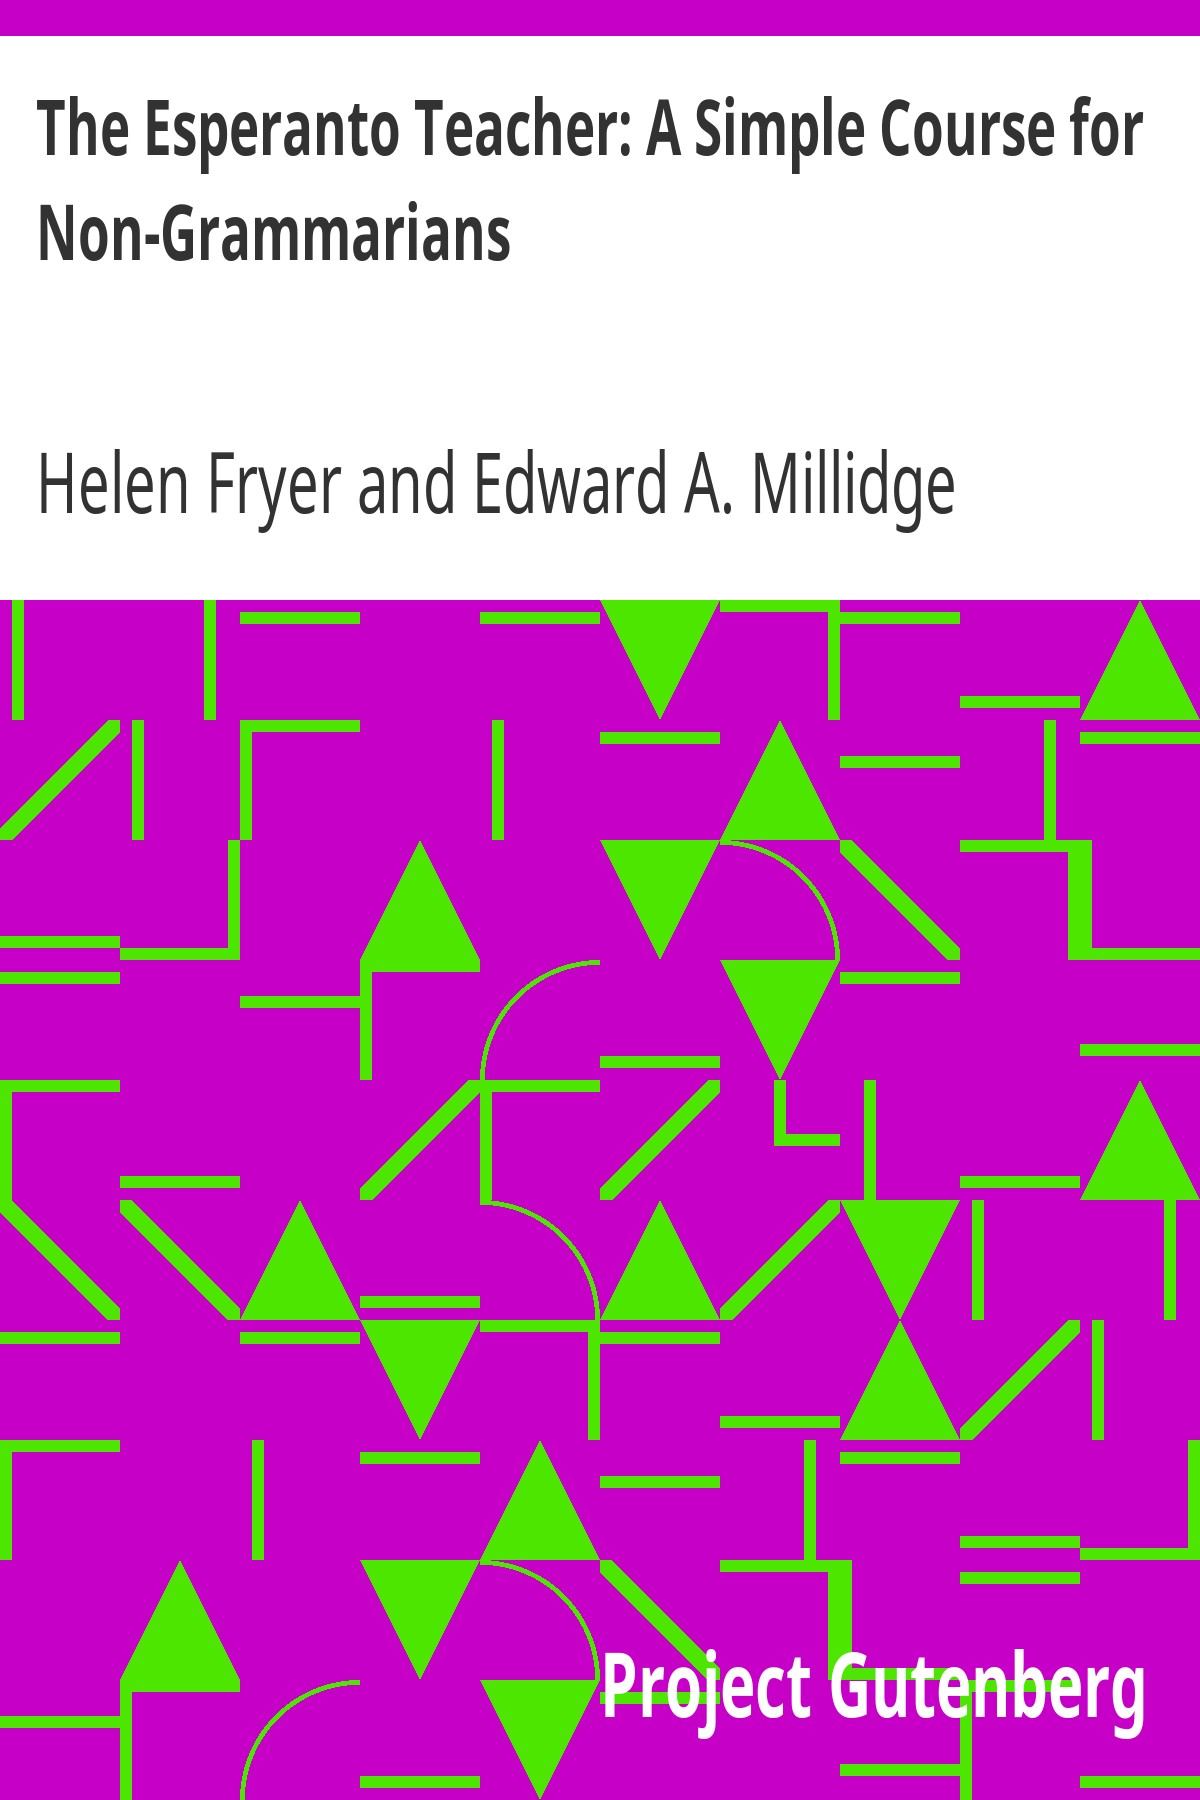 The Esperanto Teacher: A Simple Course for
Non-Grammarians
Helen Fryer and Edward A. Millidge
Project Gutenberg